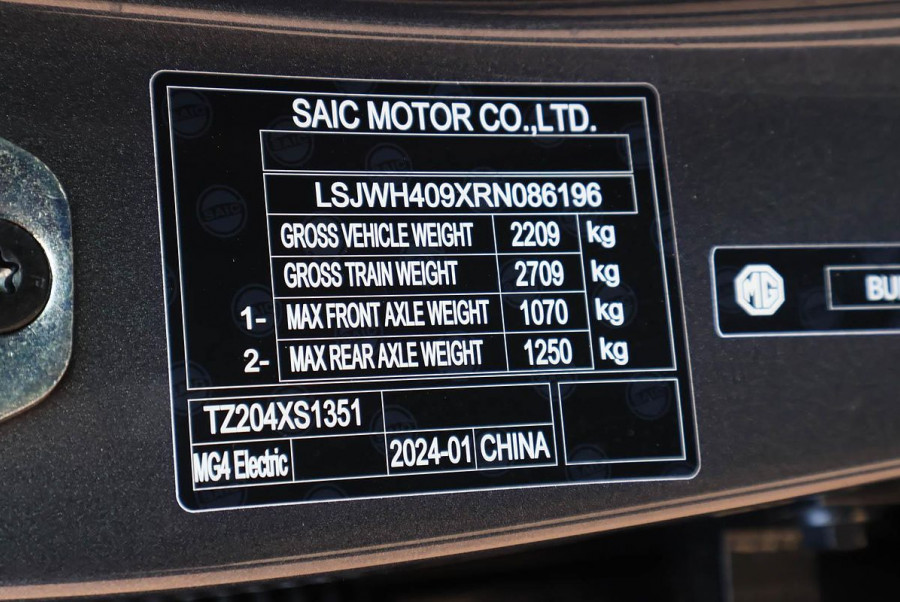 SAIC MOTOR CO.,LTD.
LSJWH409XRN086196
GROSS VEHICLE WEIGHT 2209 kg
GROSS TRAIN WEIGHT 2709 kg
1- MAX FRONT AXLE WEIGHT 1070 kg
2- MAX REAR AXLE WEIGHT 1250 kg
TZ204XS1351
MG4 Electric 2024-01 CHINA
MG